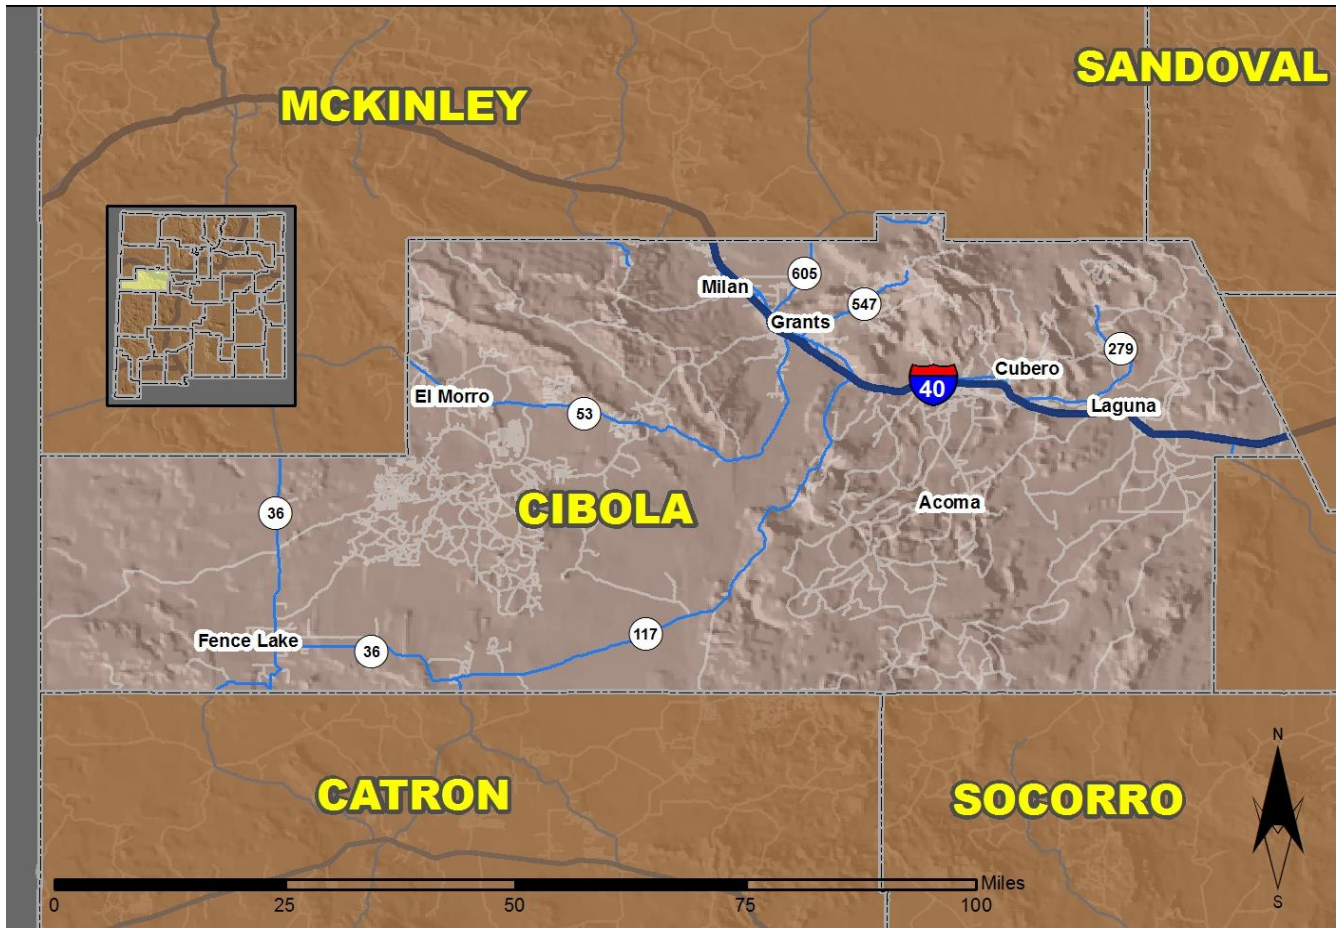 SANDOVAL
MCKINLEY
605
Milan
547
Grants
279
Cubero
40
El Morro
Laguna
53
Acoma
CIBOLA
36
117
Fence Lake
36
N
CATRON
SOCORRO
Miles
0 25 50 75 100
S